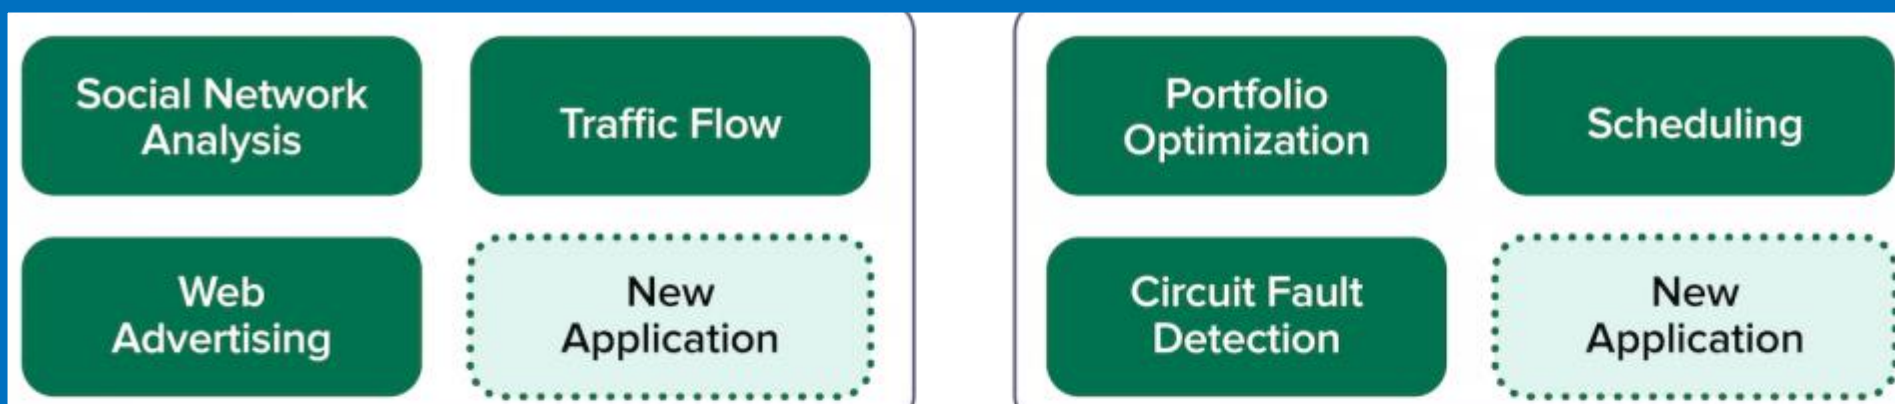 Social Network
Analysis
Traffic Flow
Web
Advertising
New
Application
Portfolio
Optimization
Scheduling
Circuit Fault
Detection
New
Application